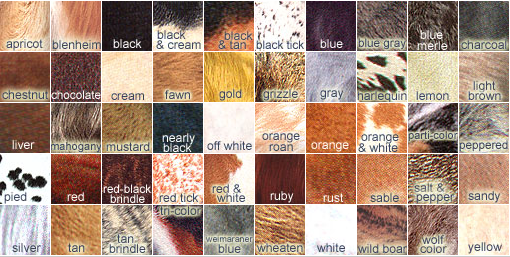 apricot
blenheim
black
black
& cream
black
& tan
black tick
blue
blue gray
blue
merle
charcoal
chestnut
chocolate
cream
fawn
gold
grizzle
gray
harlequin
lemon
light
brown
liver
mahogany
mustard
nearly
black
off white
orange
roan
orange
orange
& white
parti-color
peppered
pied
red
red-black
brindle
red tick
red &
white
ruby
rust
sable
salt &
pepper
sandy
silver
tan
tan
brindle
tri-color
weimaraner
blue
wheaten
white
wild boar
wolf
color
yellow